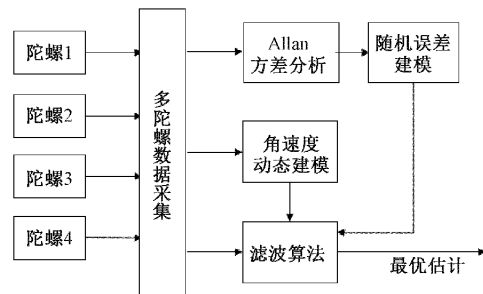 陀螺1
陀螺2
陀螺3
陀螺4
多陀螺数据采集
Allan
方差分析
随机误差
建模
角速度
动态建模
滤波算法
最优估计